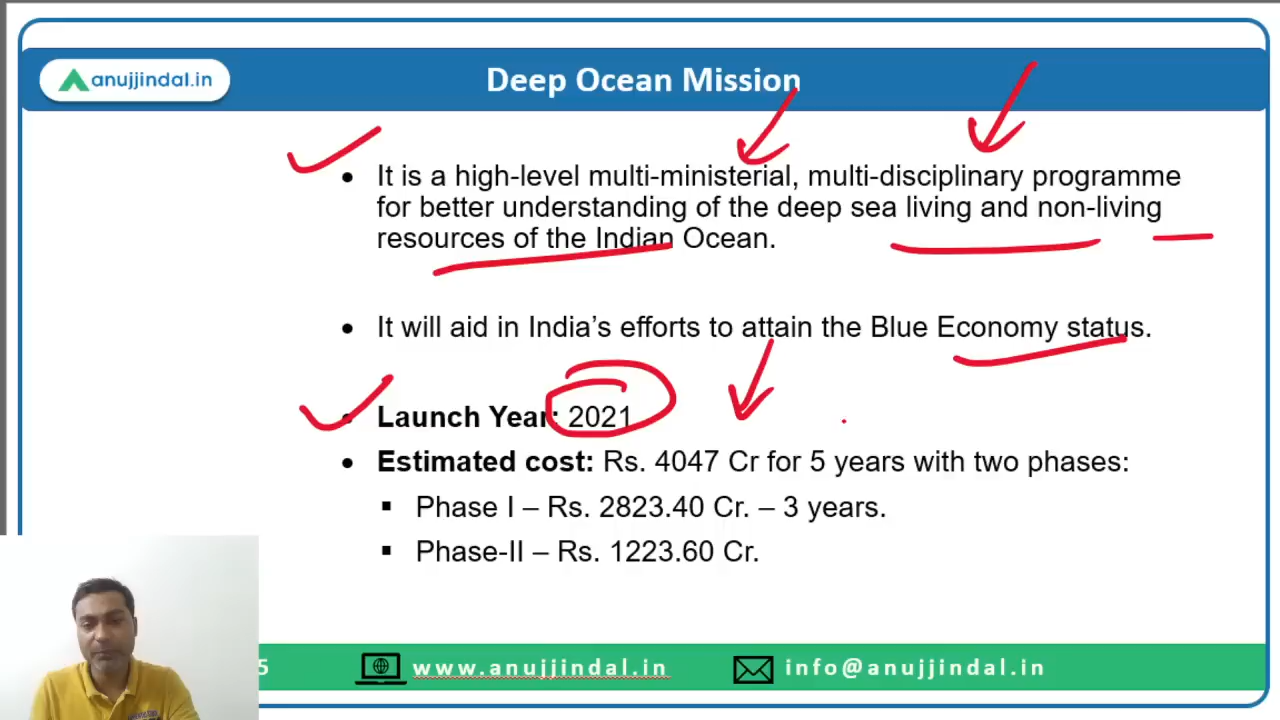 anujjindal.in
Deep Ocean Mission
• It is a high-level multi-ministerial, multi-disciplinary programme
for better understanding of the deep sea living and non-living
resources of the Indian Ocean.
• It will aid in India’s efforts to attain the Blue Economy status.
• Launch Year: 2021
• Estimated cost: Rs. 4047 Cr for 5 years with two phases:
▪ Phase I – Rs. 2823.40 Cr. – 3 years.
▪ Phase-II – Rs. 1223.60 Cr.
5 www.anujjindal.in info@anujjindal.in